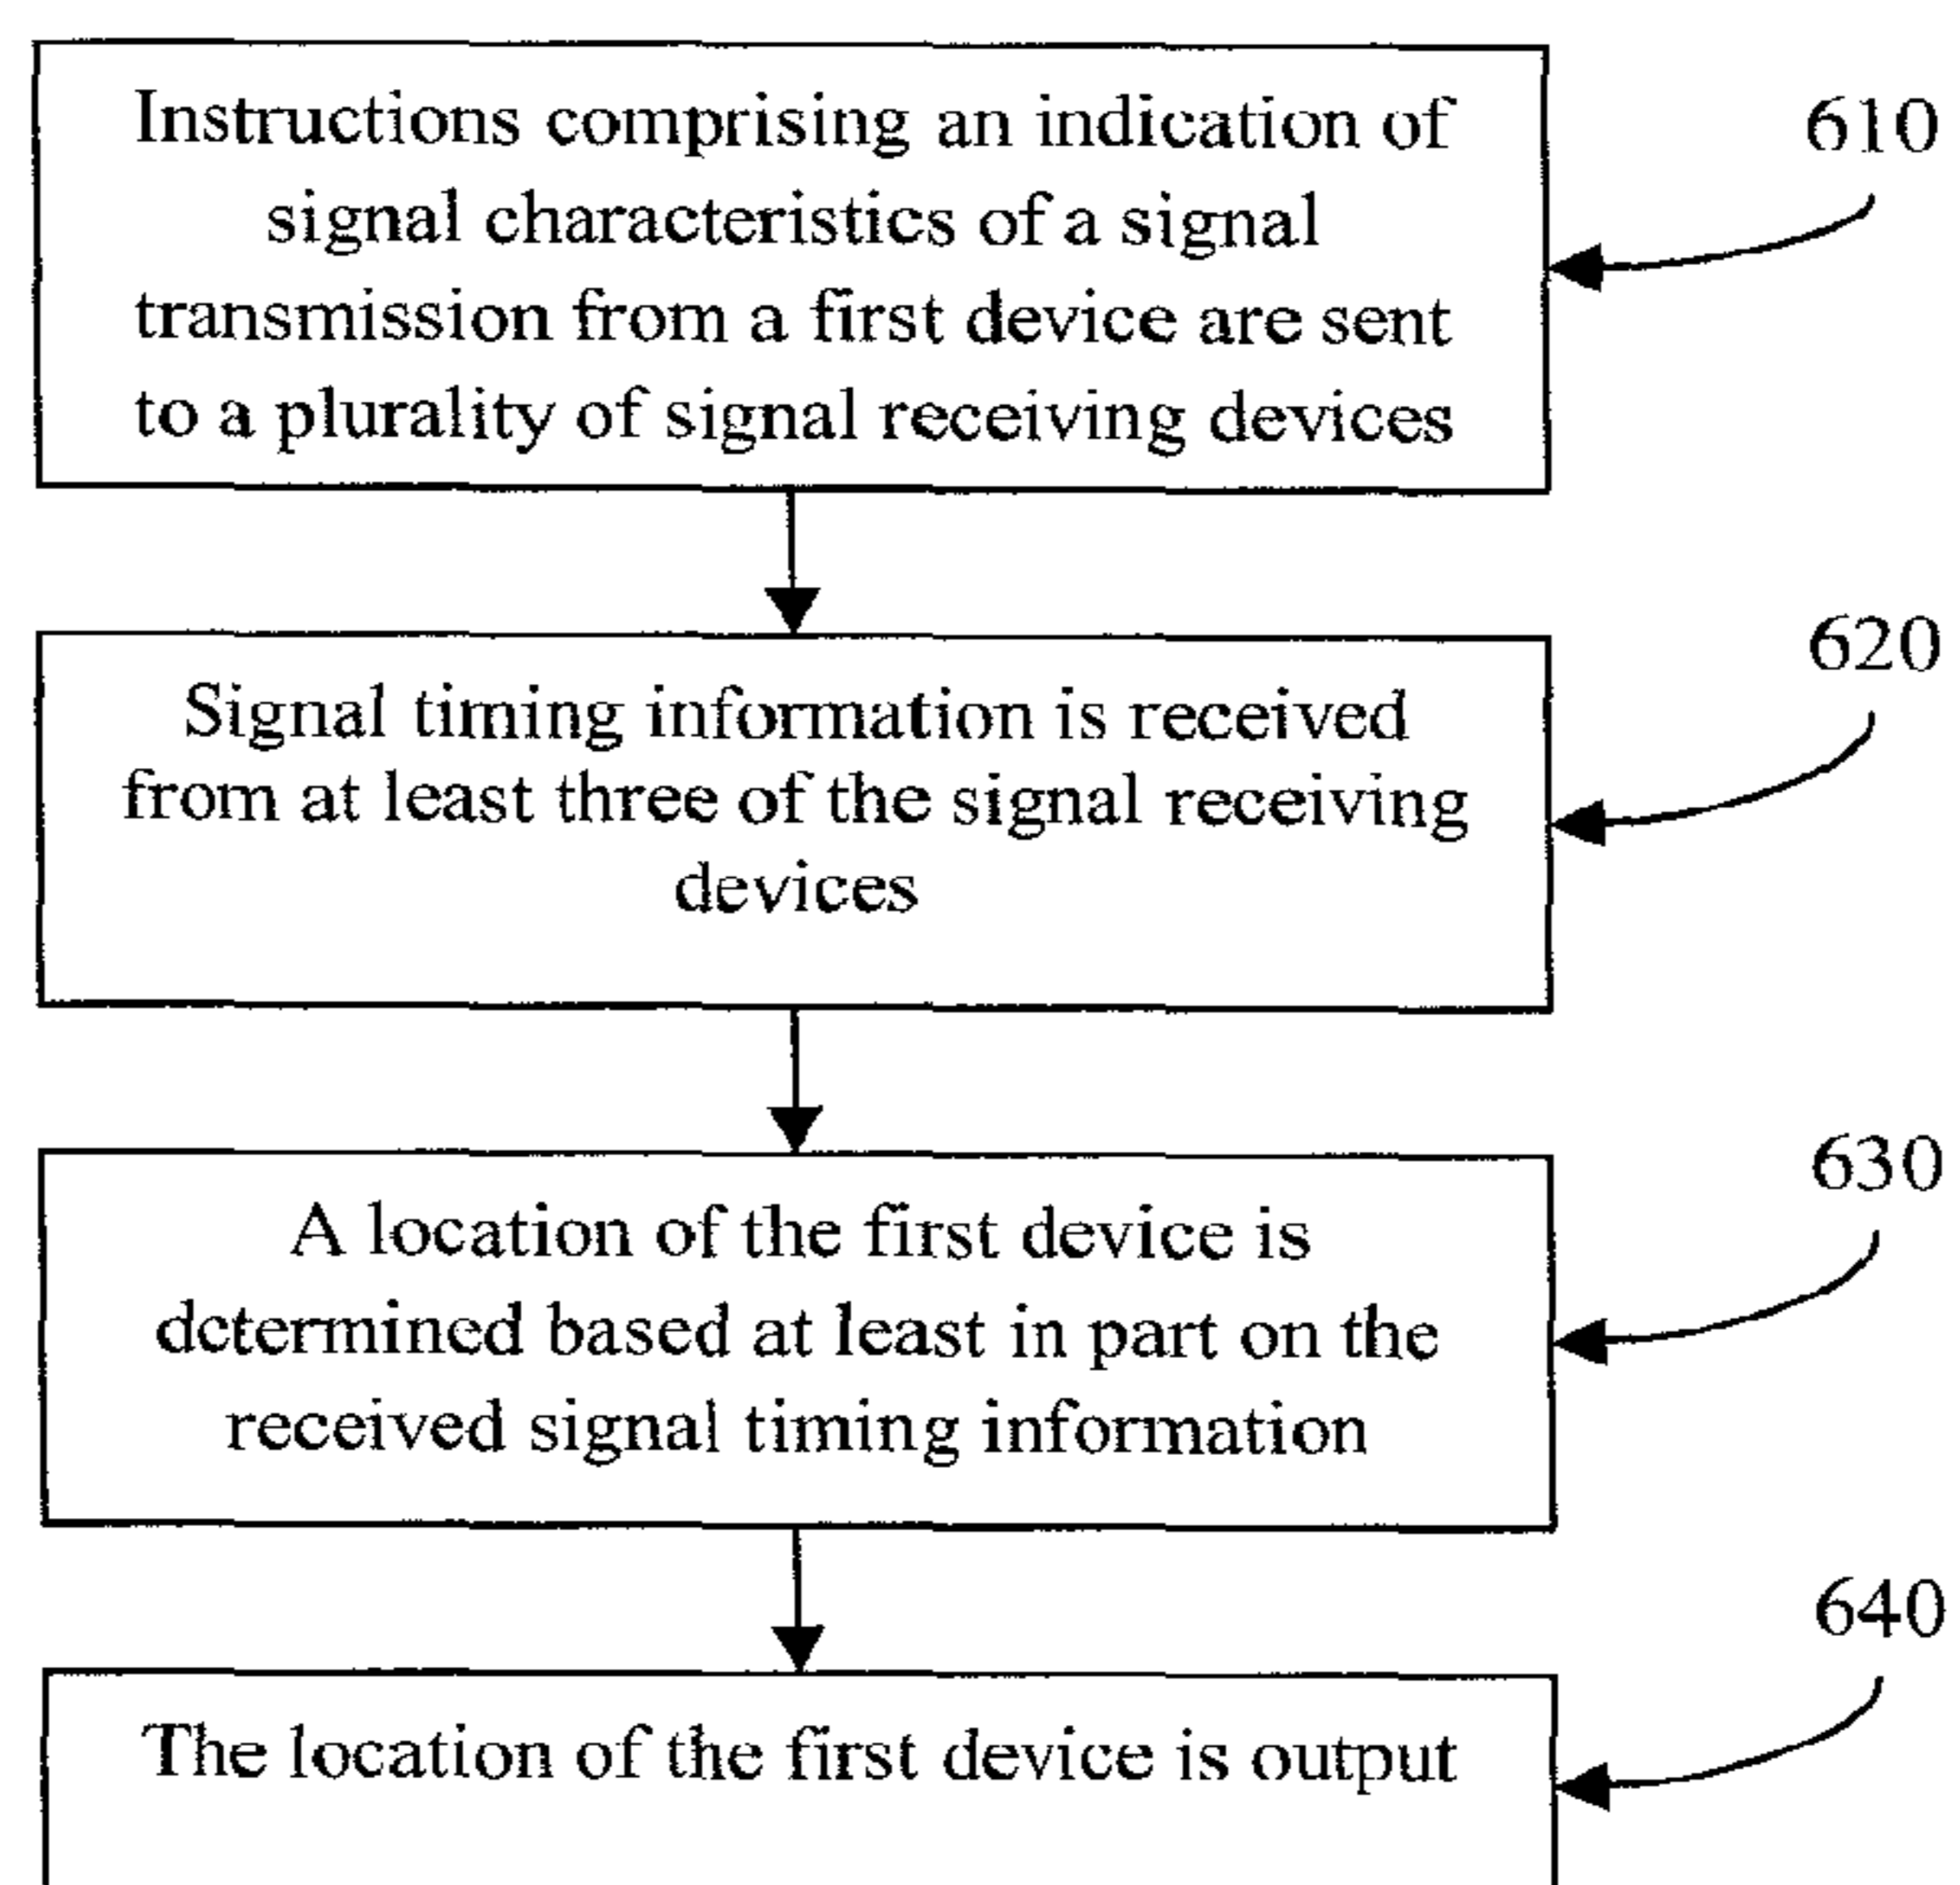 Instructions comprising an indication of
610
signal characteristics of a signal
transmission from a first device are sent
to a plurality of signal receiving devices
620
Signal timing information is received
from at least three of the signal receiving
devices
630
A location of the first device is
determined based at least in part on the
received signal timing information
640
The location of the first device is output